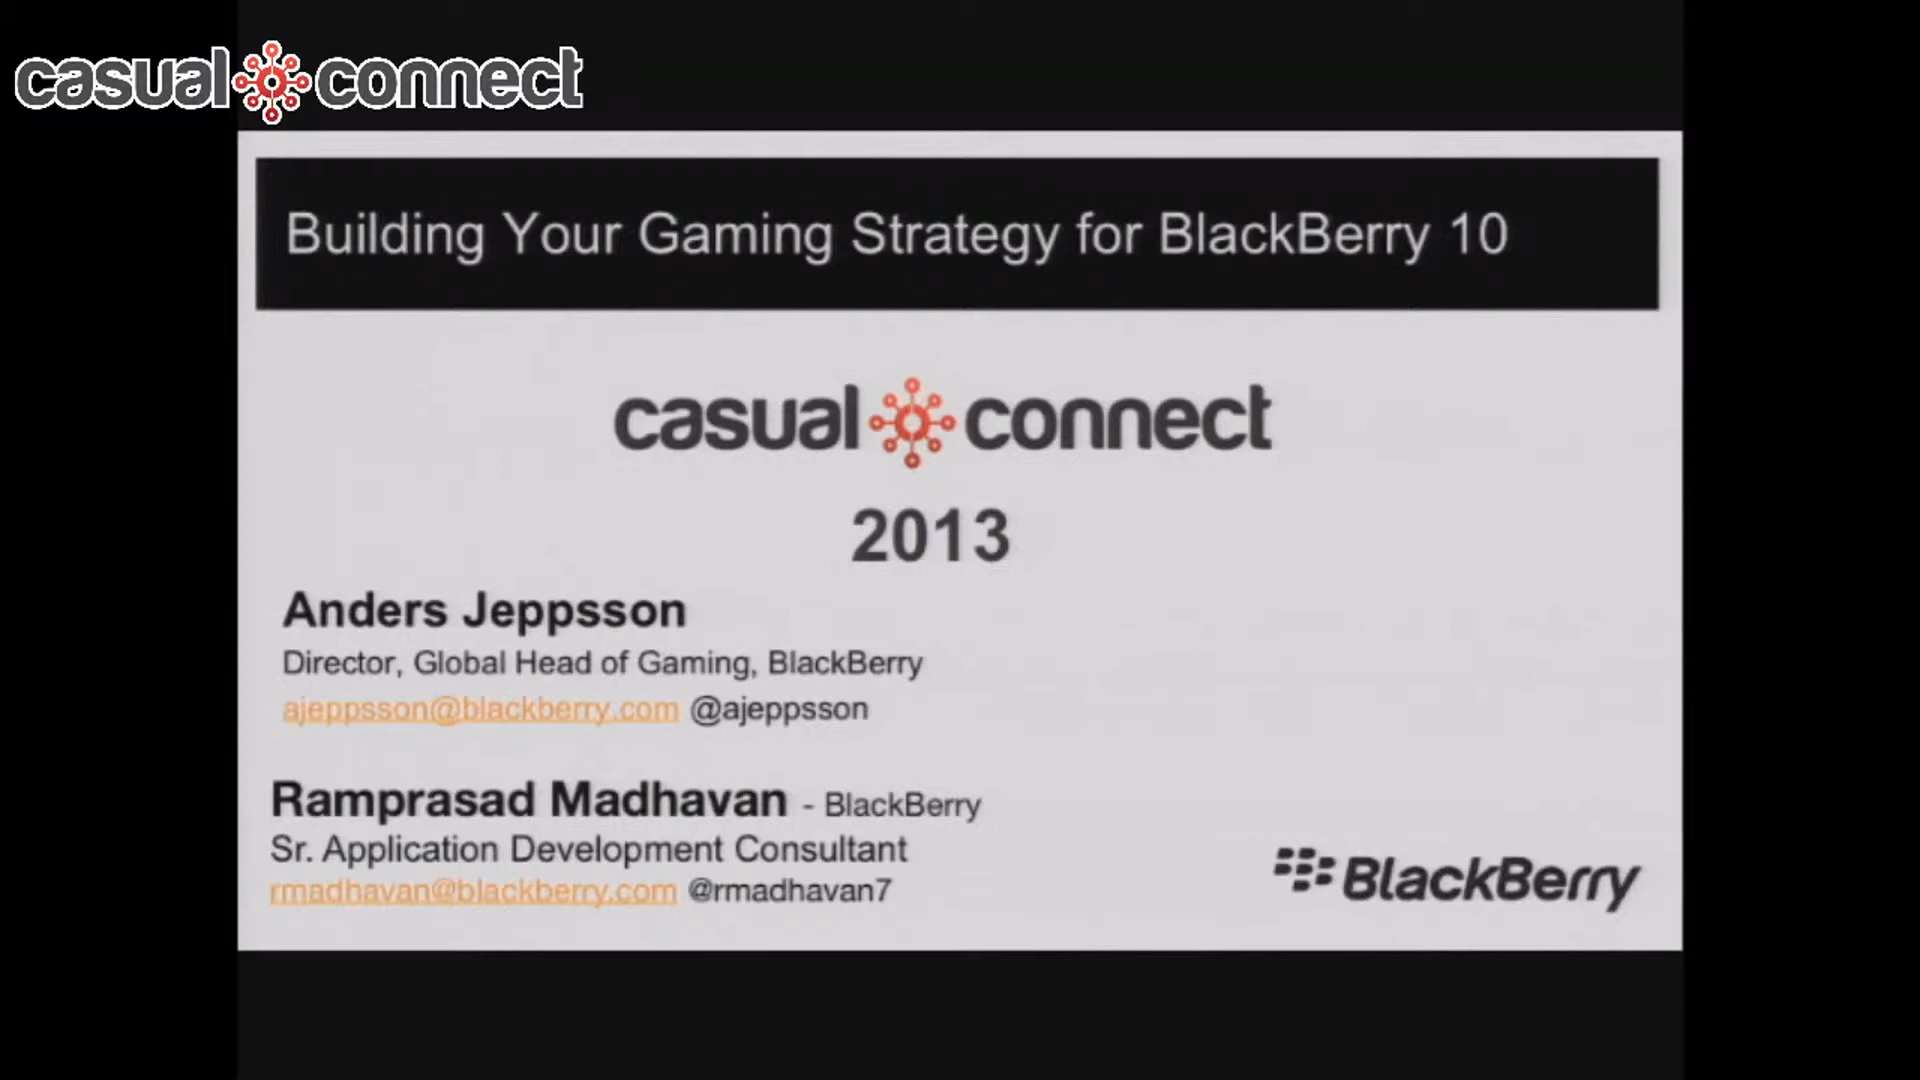 casual connect
Building Your Gaming Strategy for BlackBerry 10
casual connect
2013
Anders Jeppsson
Director, Global Head of Gaming, BlackBerry
ajeppsson@blackberry.com @ajeppsson
Ramprasad Madhavan - BlackBerry
Sr. Application Development Consultant
rmadhavan@blackberry.com @rmadhavan7
BlackBerry